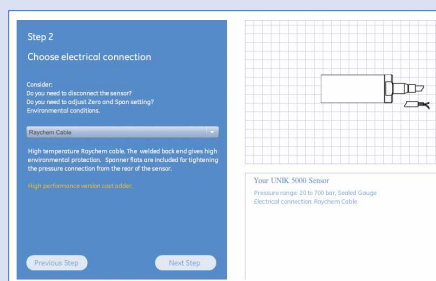 Step 2
Choose electrical connection
Consider:
Do you need to disconnect the sensor?
Do you need to adjust Zero and Span setting?
Environmental conditions.
Raychem Cable
High temperature Raychem cable. The welded back end gives high
environmental protection. Spanner flats are included for tightening
the pressure connection from the rear of the sensor.
High performance version cost adder.
Previous Step
Next Step
Your UNIK 5000 Sensor
Pressure range: 20 to 700 bar, Sealed Gauge
Electrical connection: Raychem Cable